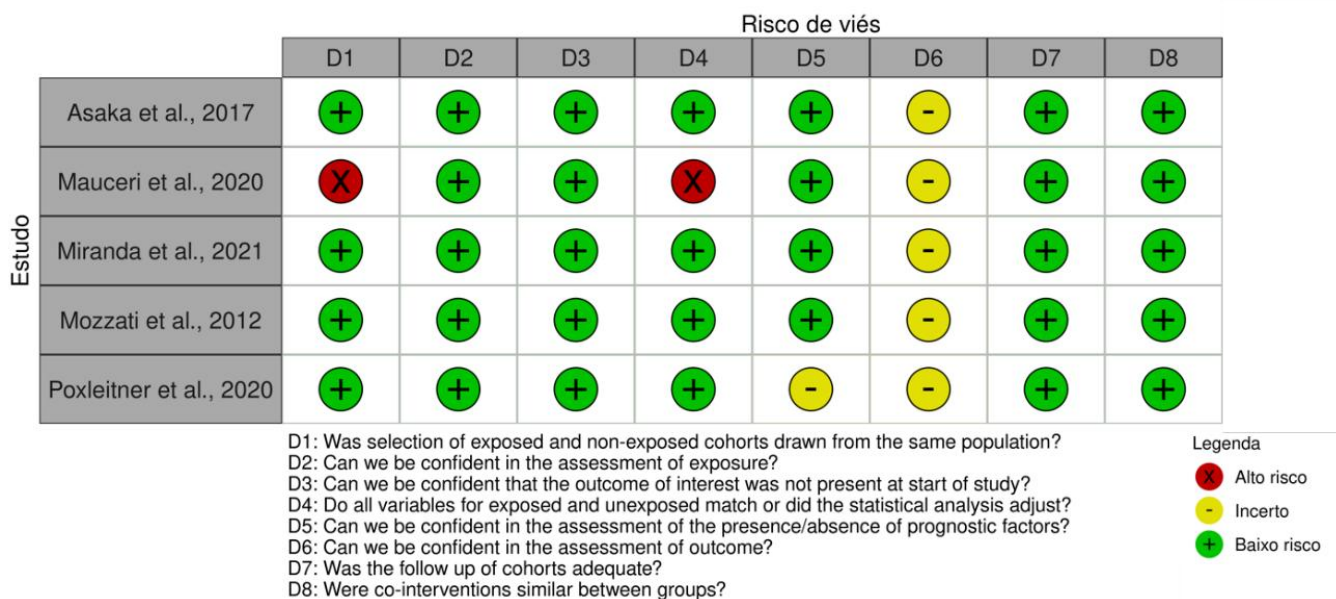 Risco de viés
D1 D2 D3 D4 D5 D6 D7 D8
Estudo
Asaka et al., 2017 + + + + + - + +
Mauceri et al., 2020 X + + X + - + +
Miranda et al., 2021 + + + + + - + +
Mozzati et al., 2012 + + + + + - + +
Poxleitner et al., 2020 + + + + - - + +
D1: Was selection of exposed and non-exposed cohorts drawn from the same population?
D2: Can we be confident in the assessment of exposure?
D3: Can we be confident that the outcome of interest was not present at start of study?
D4: Do all variables for exposed and unexposed match or did the statistical analysis adjust?
D5: Can we be confident in the assessment of the presence/absence of prognostic factors?
D6: Can we be confident in the assessment of outcome?
D7: Was the follow up of cohorts adequate?
D8: Were co-interventions similar between groups?
Legenda
X Alto risco
- Incerto
+ Baixo risco